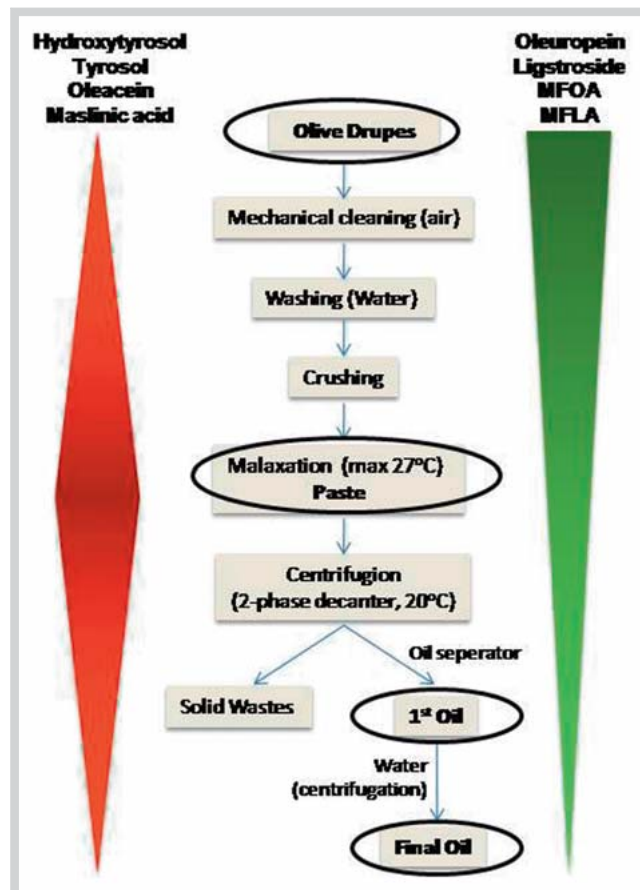 Hydroxytyrosol
Tyrosol
Oleacein
Maslinic acid
Oleuropein
Ligstroside
MFOA
MFLA
Olive Drupes
Mechanical cleaning (air)
Washing (Water)
Crushing
Malaxation (max 27°C)
Paste
Centrifugion
(2-phase decanter, 20°C)
Oil seperator
Solid Wastes
1st Oil
Water
(centrifugation)
Final Oil